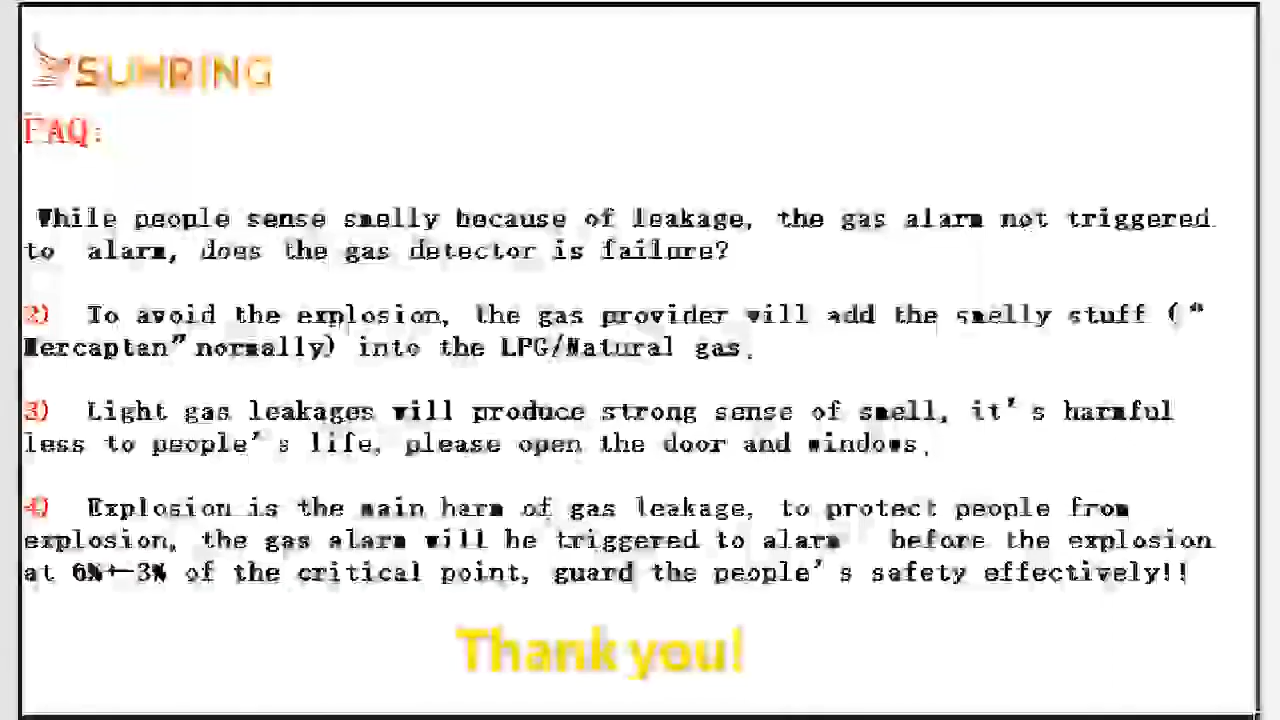 SUHRING
FAQ:
While people sense smelly because of leakage, the gas alarm not triggered
to alarm, does the gas detector is failure?
2) To avoid the explosion, the gas provider will add the smelly stuff (“
Mercaptan” normally) into the LPG/Natural gas.
3) Light gas leakages will produce strong sense of smell, it’s harmful
less to people’s life, please open the door and windows.
4) Explosion is the main harm of gas leakage, to protect people from
explosion, the gas alarm will be triggered to alarm before the explosion
at 6%+-3% of the critical point, guard the people’s safety effectively!!
Thank you!